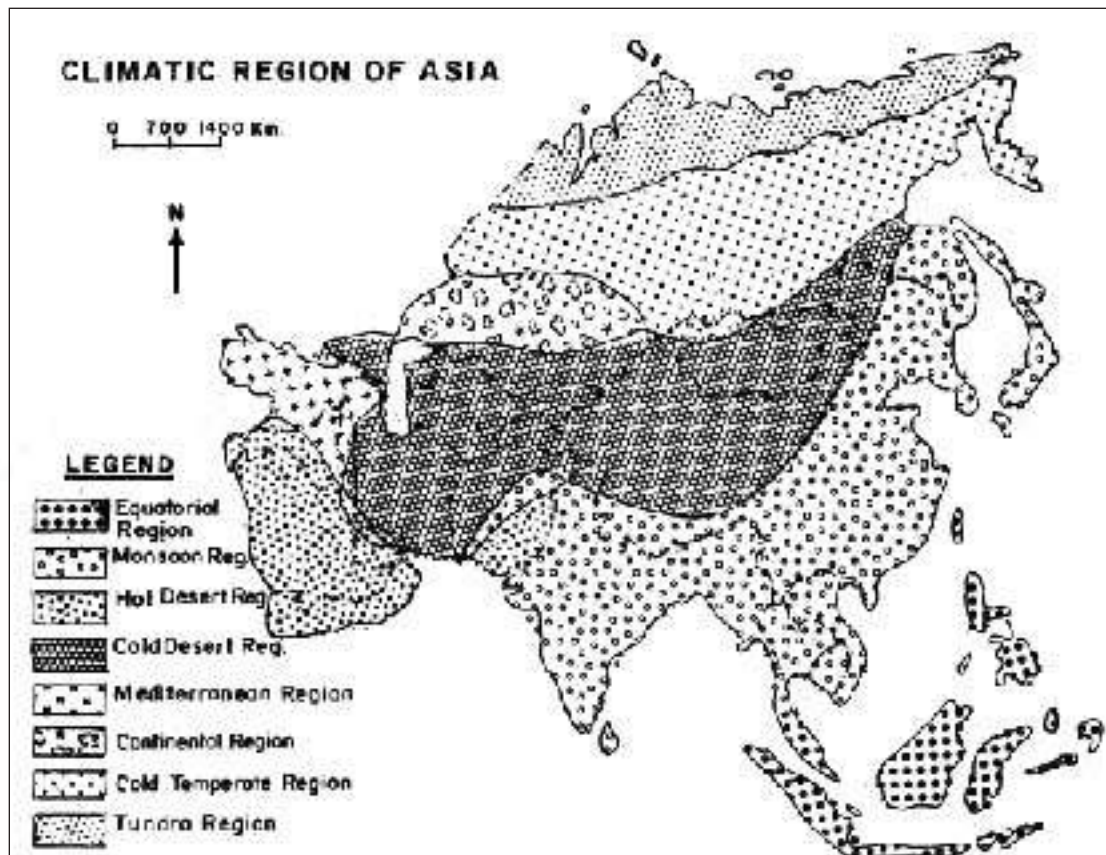 CLIMATIC REGION OF ASIA
0 700 1400 Km.
N
LEGEND
Equatorial
Region
Monsoon Reg.
Hot Desert Reg
Cold Desert Reg.
Mediterranean Region
Continental Region
Cold Temperate Region
Tundra Region